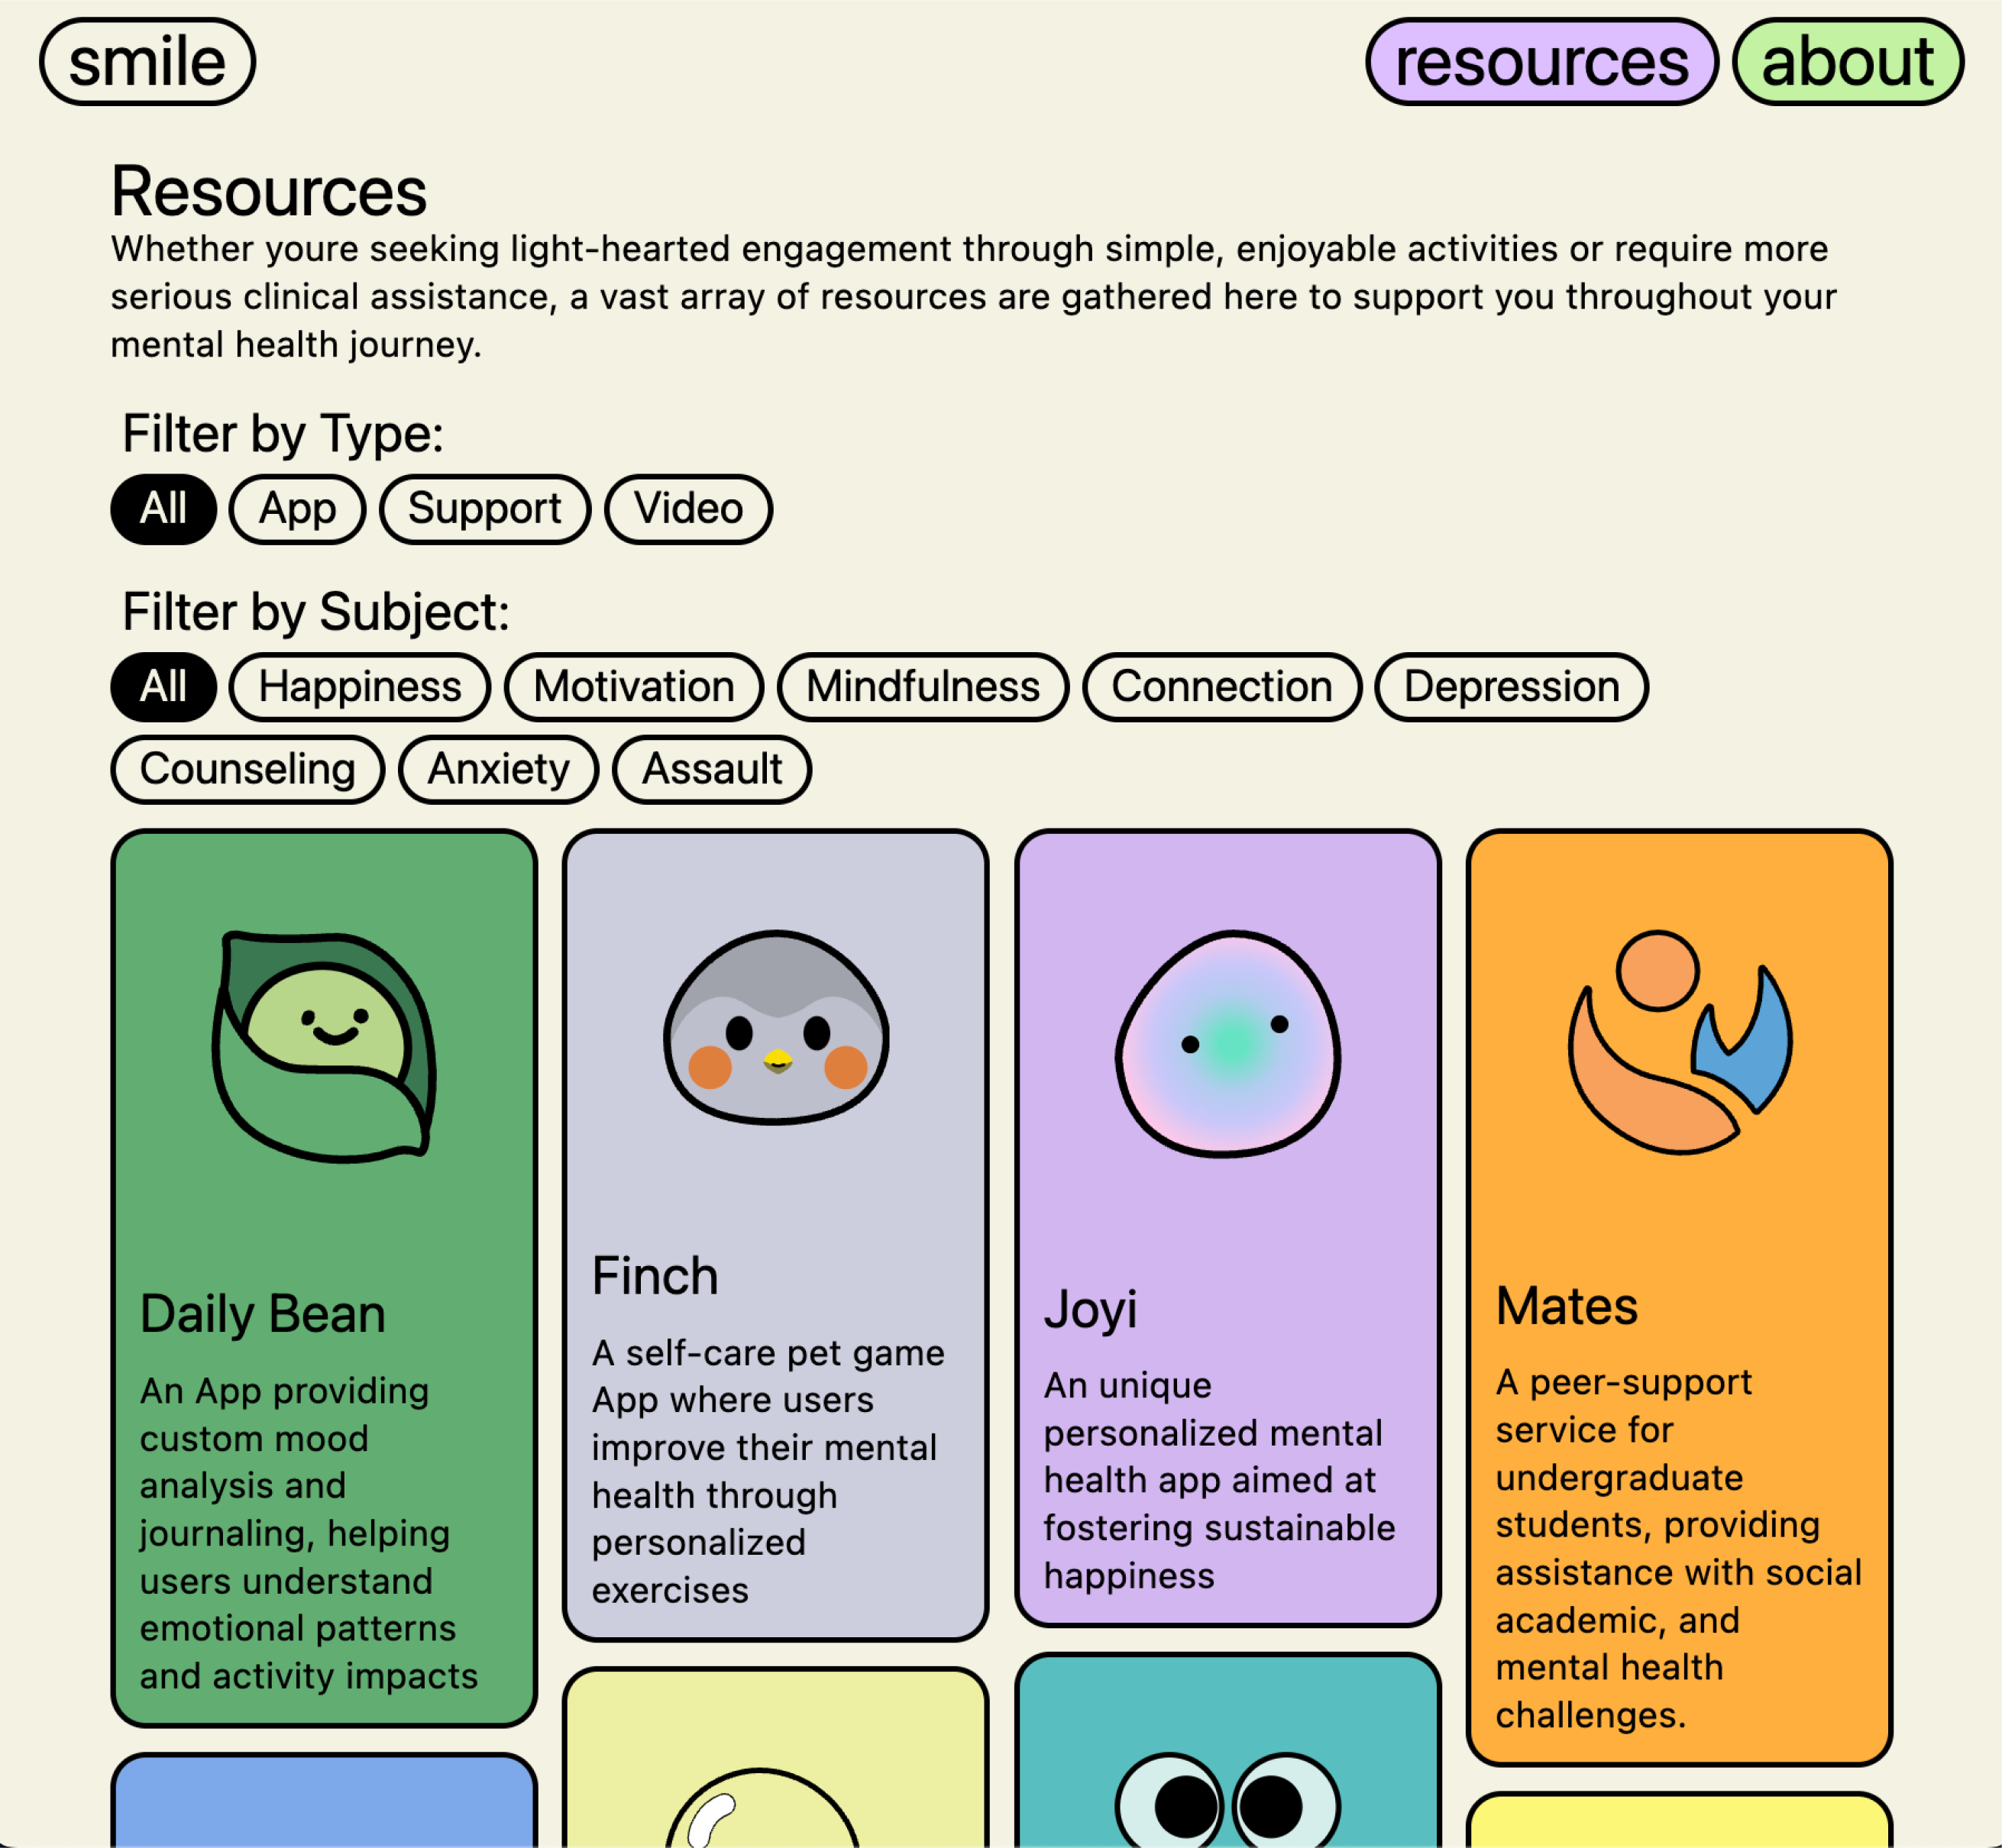 smile
resources
about
Resources
Whether youre seeking light-hearted engagement through simple, enjoyable activities or require more
serious clinical assistance, a vast array of resources are gathered here to support you throughout your
mental health journey.
Filter by Type:
All
App
Support
Video
Filter by Subject:
All
Happiness
Motivation
Mindfulness
Connection
Depression
Counseling
Anxiety
Assault
Daily Bean
An App providing
custom mood
analysis and
journaling, helping
users understand
emotional patterns
and activity impacts
Finch
A self-care pet game
App where users
improve their mental
health through
personalized
exercises
Joyi
An unique
personalized mental
health app aimed at
fostering sustainable
happiness
Mates
A peer-support
service for
undergraduate
students, providing
assistance with social
academic, and
mental health
challenges.